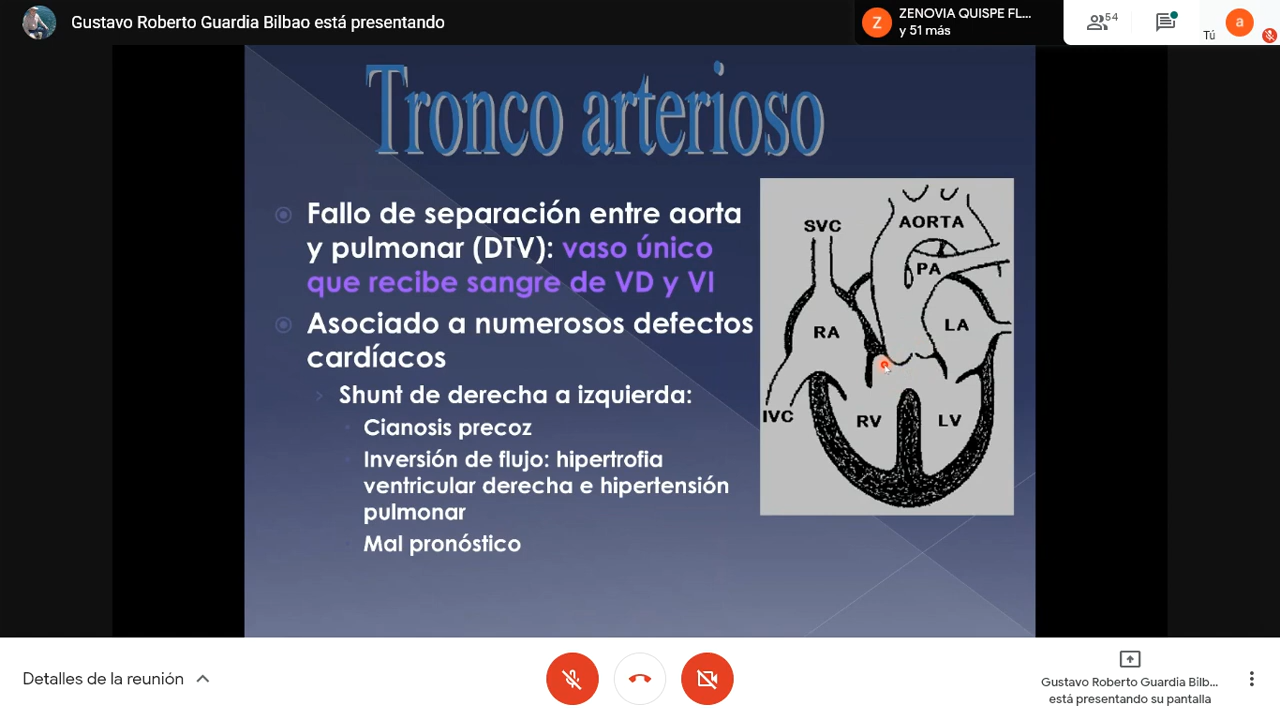 Gustavo Roberto Guardia Bilbao está presentando
Z
ZENOVIA QUISPE FL...
y 51 más
54
Tú
a
Tronco arterioso
Fallo de separación entre aorta
y pulmonar (DTV): vaso único
que recibe sangre de VD y VI
Asociado a numerosos defectos
cardíacos
Shunt de derecha a izquierda:
Cianosis precoz
Inversión de flujo: hipertrofia
ventricular derecha e hipertensión
pulmonar
Mal pronóstico
SVC
AORTA
PA
RA
LA
IVC
RV
LV
Detalles de la reunión
Gustavo Roberto Guardia Bilb...
está presentando su pantalla